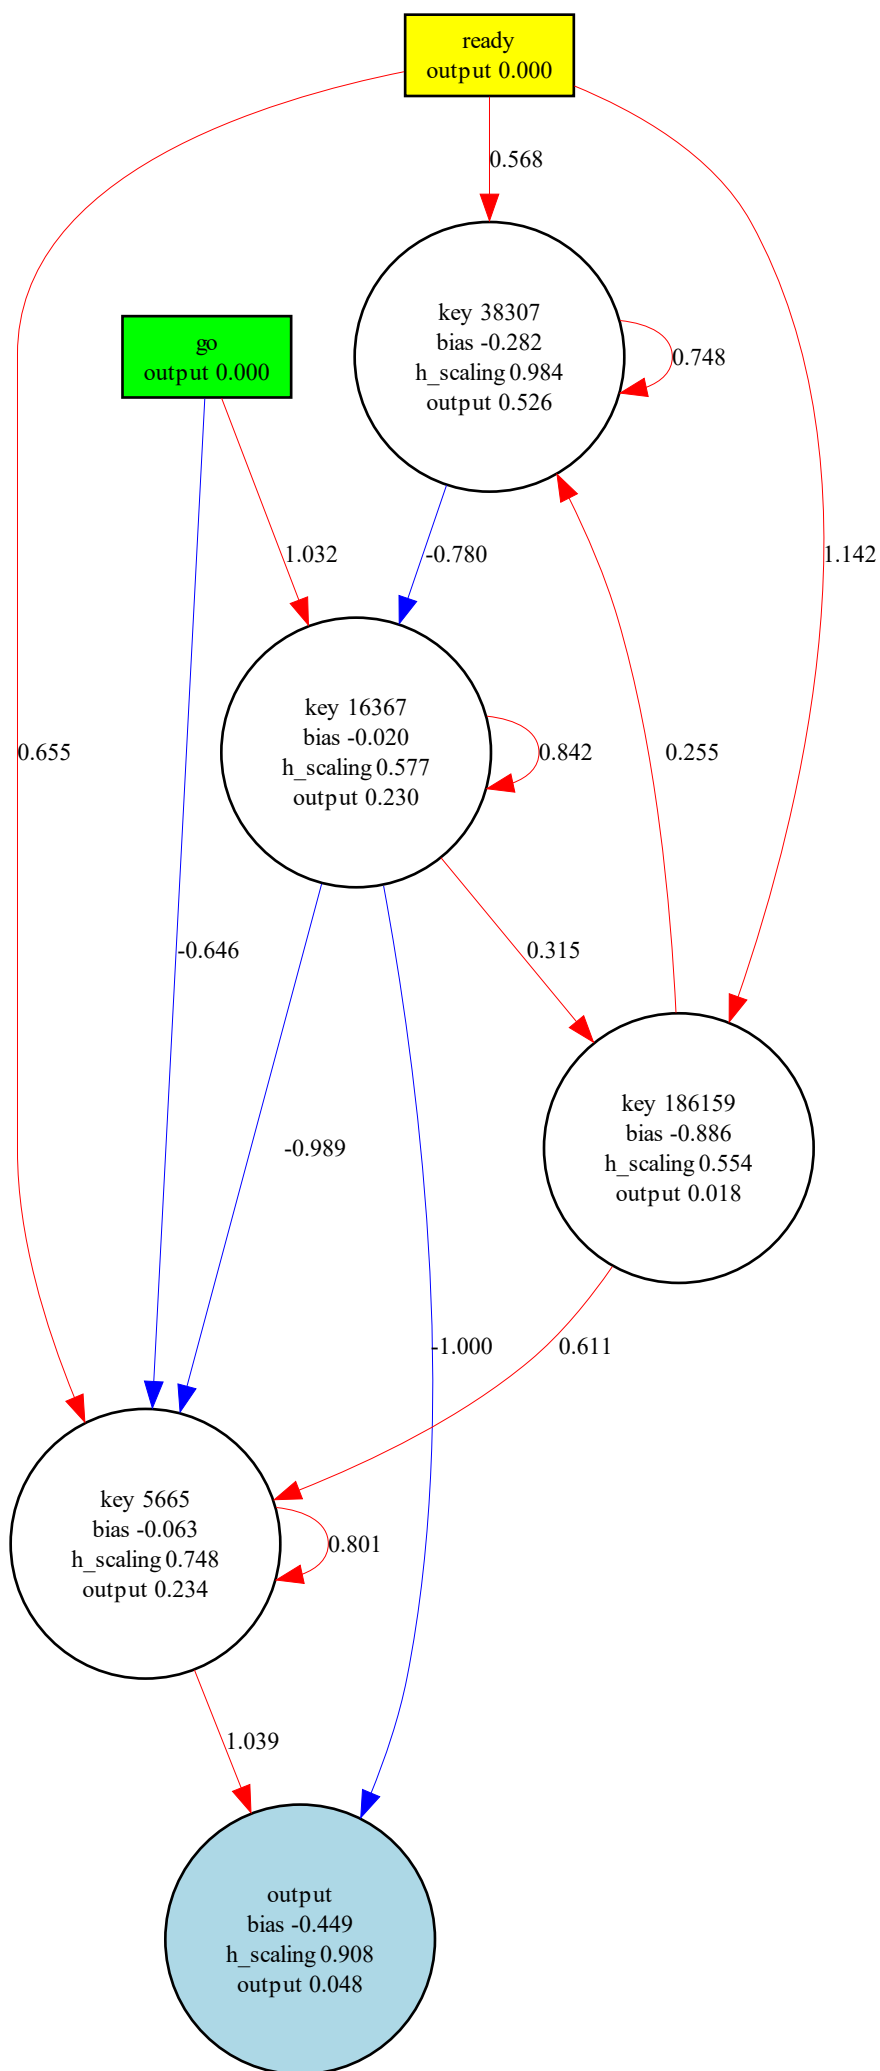 ready
output 0.000
0.568
key 38307
bias -0.282
h_scaling 0.984
output 0.526
0.748
go
output 0.000
1.032
-0.780
1.142
key 16367
bias -0.020
h_scaling 0.577
output 0.230
0.842
0.655
0.255
-0.646
0.315
key 186159
bias -0.886
h_scaling 0.554
output 0.018
-0.989
-1.000
0.611
key 5665
bias -0.063
h_scaling 0.748
output 0.234
0.801
1.039
output
bias -0.449
h_scaling 0.908
output 0.048